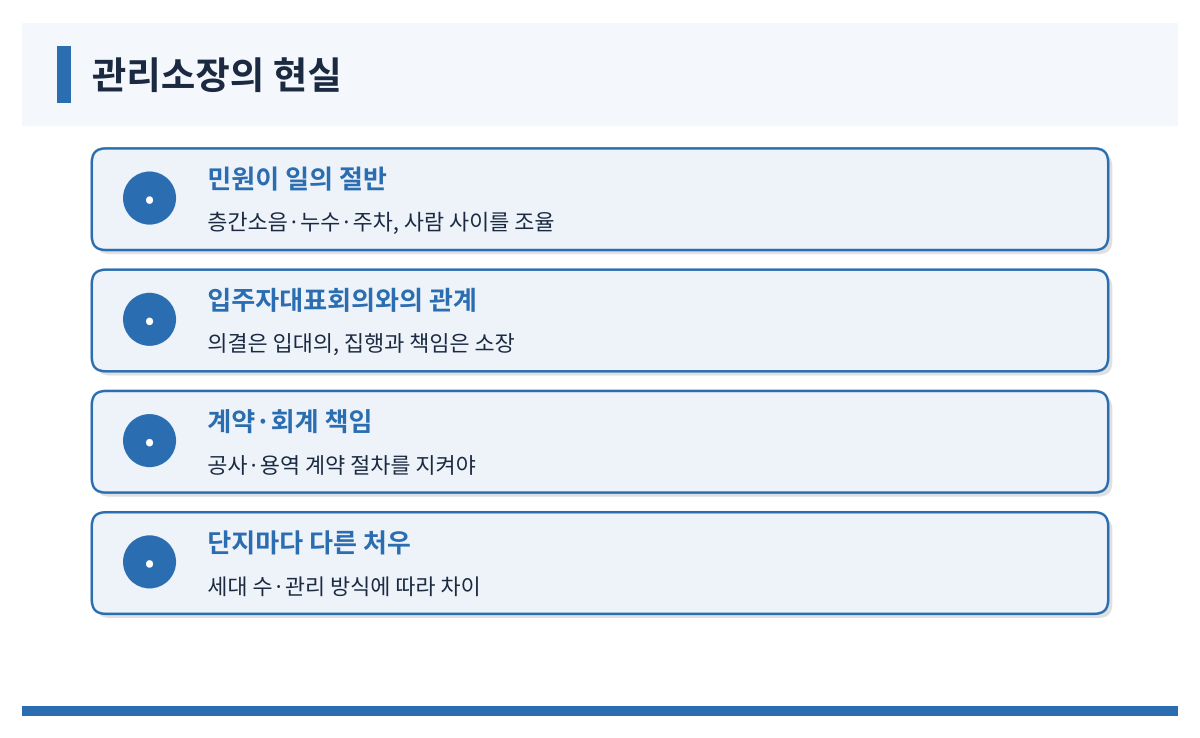 관리소장의 현실
민원이 일의 절반
층간소음·누수·주차, 사람 사이를 조율
입주자대표회의와의 관계
의결은 입대의, 집행과 책임은 소장
계약·회계 책임
공사·용역 계약 절차를 지켜야
단지마다 다른 처우
세대 수·관리 방식에 따라 차이